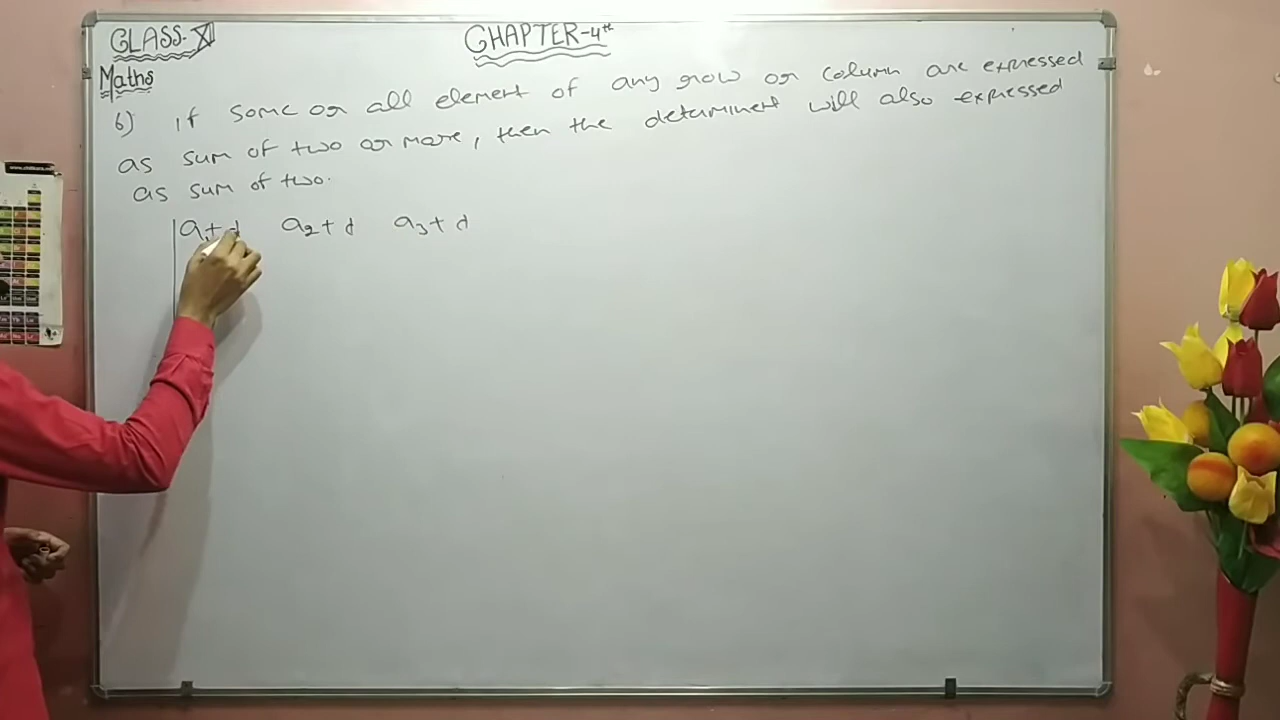 CLASS-XI
CHAPTER-4th
Maths
6) If some or all element of any row or column are expressed
as sum of two or more, then the determinent will also expressed
as sum of two.
a1+d a2+d a3+d